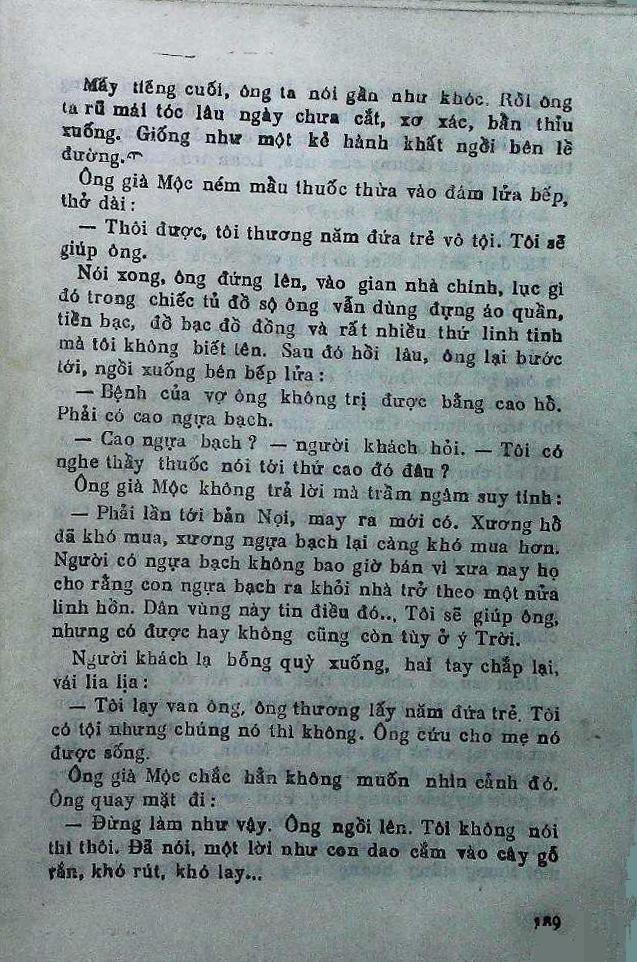 Mấy tiếng cuối, ông ta nói gần như khóc. Rồi ông
ta rũ mái tóc lâu ngày chưa cắt, xơ xác, bần thỉu
xuống. Giống như một kẻ hành khất ngồi bên lề
đường.
Ông già Mộc ném mầu thuốc thừa vào đám lửa bếp,
thở dài :
— Thôi được, tôi thương năm đứa trẻ vô tội. Tôi sẽ
giúp ông.
Nói xong, ông đứng lên, vào gian nhà chính, lục gì
đó trong chiếc tủ đồ sộ ông vẫn dùng đựng áo quần,
tiền bạc, đồ bạc đồ đồng và rất nhiều thứ linh tinh
mà tôi không biết tên. Sau đó hồi lâu, ông lại bước
tới, ngồi xuống bên bếp lửa :
— Bệnh của vợ ông không trị được bằng cao hồ.
Phải có cao ngựa bạch.
— Cao ngựa bạch ? — người khách hỏi. — Tôi có
nghe thầy thuốc nói tới thứ cao đó đâu ?
Ông già Mộc không trả lời mà trầm ngâm suy tính :
— Phải lần tới bản Nọi, may ra mới có. Xương hồ
đã khó mua, xương ngựa bạch lại càng khó mua hơn.
Người có ngựa bạch không bao giờ bán vì xưa nay họ
cho rằng con ngựa bạch ra khỏi nhà trở theo một nửa
linh hồn. Dân vùng này tin điều đó... Tôi sẽ giúp ông,
nhưng có được hay không cũng còn tùy ở ý Trời.
Người khách lạ bỗng quỳ xuống, hai tay chắp lại,
vái lia lịa :
— Tôi lạy van ông, ông thương lấy năm đứa trẻ. Tôi
có tội nhưng chúng nó thì không. Ông cứu cho mẹ nó
được sống.
Ông già Mộc chắc hẳn không muốn nhìn cảnh đó.
Ông quay mặt đi :
— Đừng làm như vậy. Ông ngồi lên. Tôi không nói
thì thôi. Đã nói, một lời như con dao cắm vào cây gỗ
rắn, khó rút, khó lay...
189